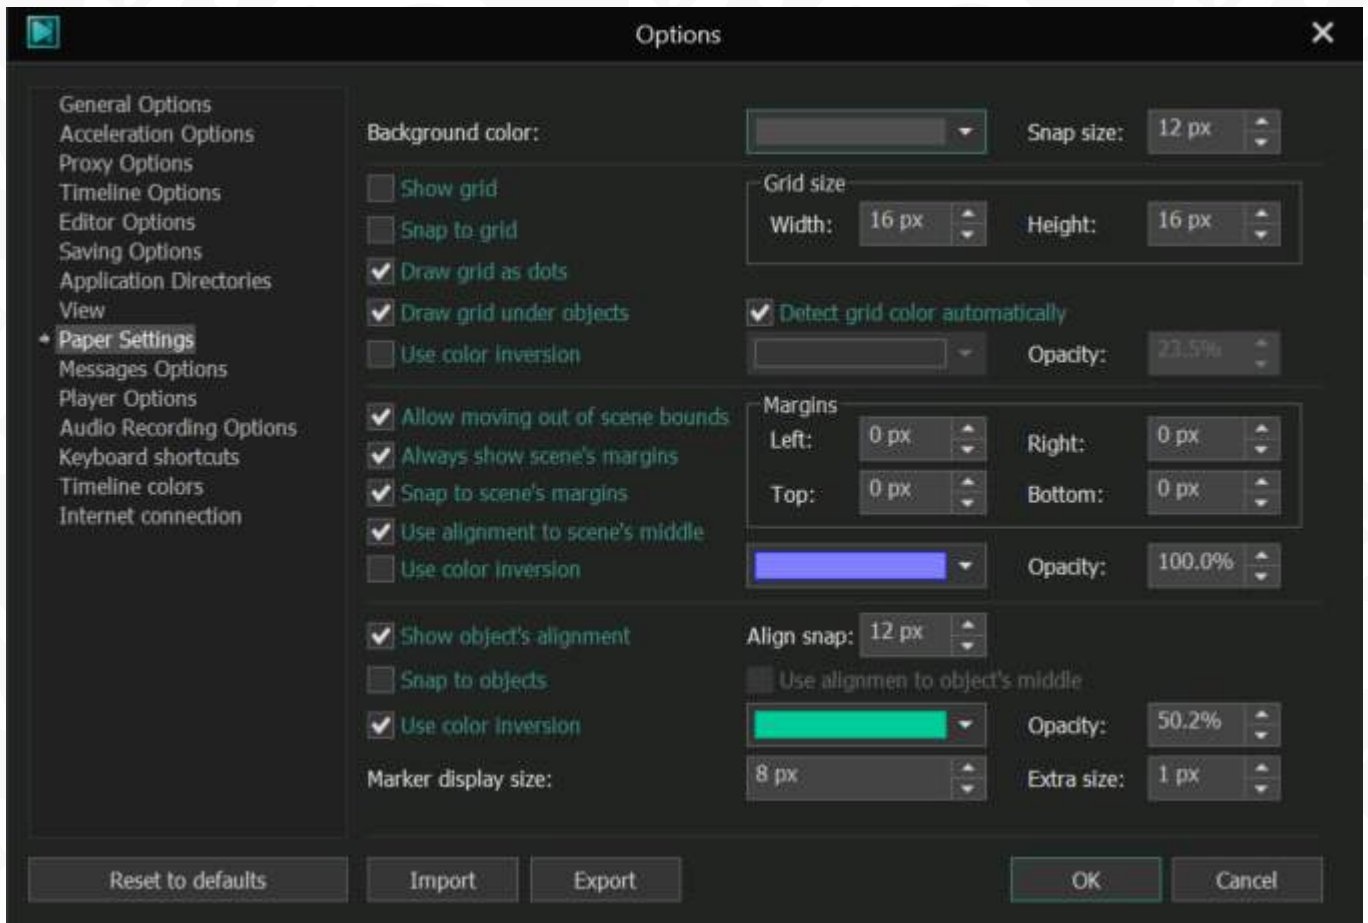 Options
General Options
Acceleration Options
Proxy Options
Timeline Options
Editor Options
Saving Options
Application Directories
View
Paper Settings
Messages Options
Player Options
Audio Recording Options
Keyboard shortcuts
Timeline colors
Internet connection
Background color:
Snap size: 12 px
Show grid
Grid size
Snap to grid
Width: 16 px Height: 16 px
Draw grid as dots
Draw grid under objects
Detect grid color automatically
Use color inversion
Opacity: 23.5%
Allow moving out of scene bounds
Margins
Left: 0 px Right: 0 px
Always show scene's margins
Snap to scene's margins
Top: 0 px Bottom: 0 px
Use alignment to scene's middle
Use color inversion
Opacity: 100.0%
Show object's alignment
Align snap: 12 px
Snap to objects
Use alignmen to object's middle
Use color inversion
Opacity: 50.2%
Marker display size: 8 px
Extra size: 1 px
Reset to defaults
Import
Export
OK
Cancel